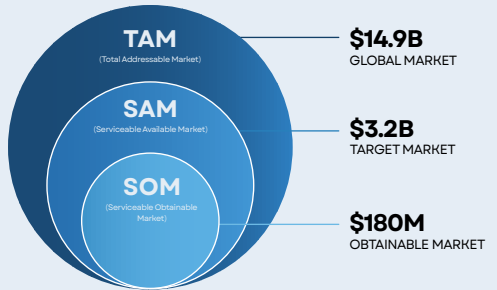 TAM
(Total Addressable Market)
$14.9B
GLOBAL MARKET
SAM
(Serviceable Available Market)
$3.2B
TARGET MARKET
SOM
(Serviceable Obtainable
Market)
$180M
OBTAINABLE MARKET